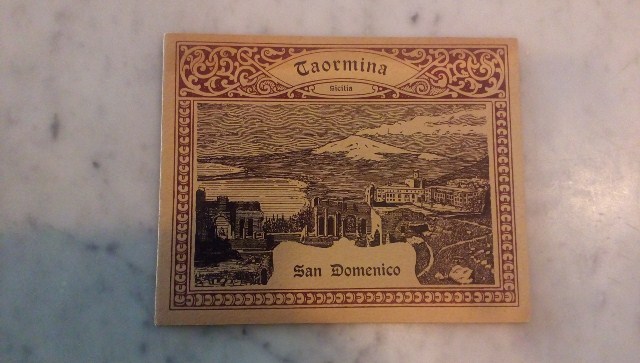 Taormina
Sicilia
San Domenico